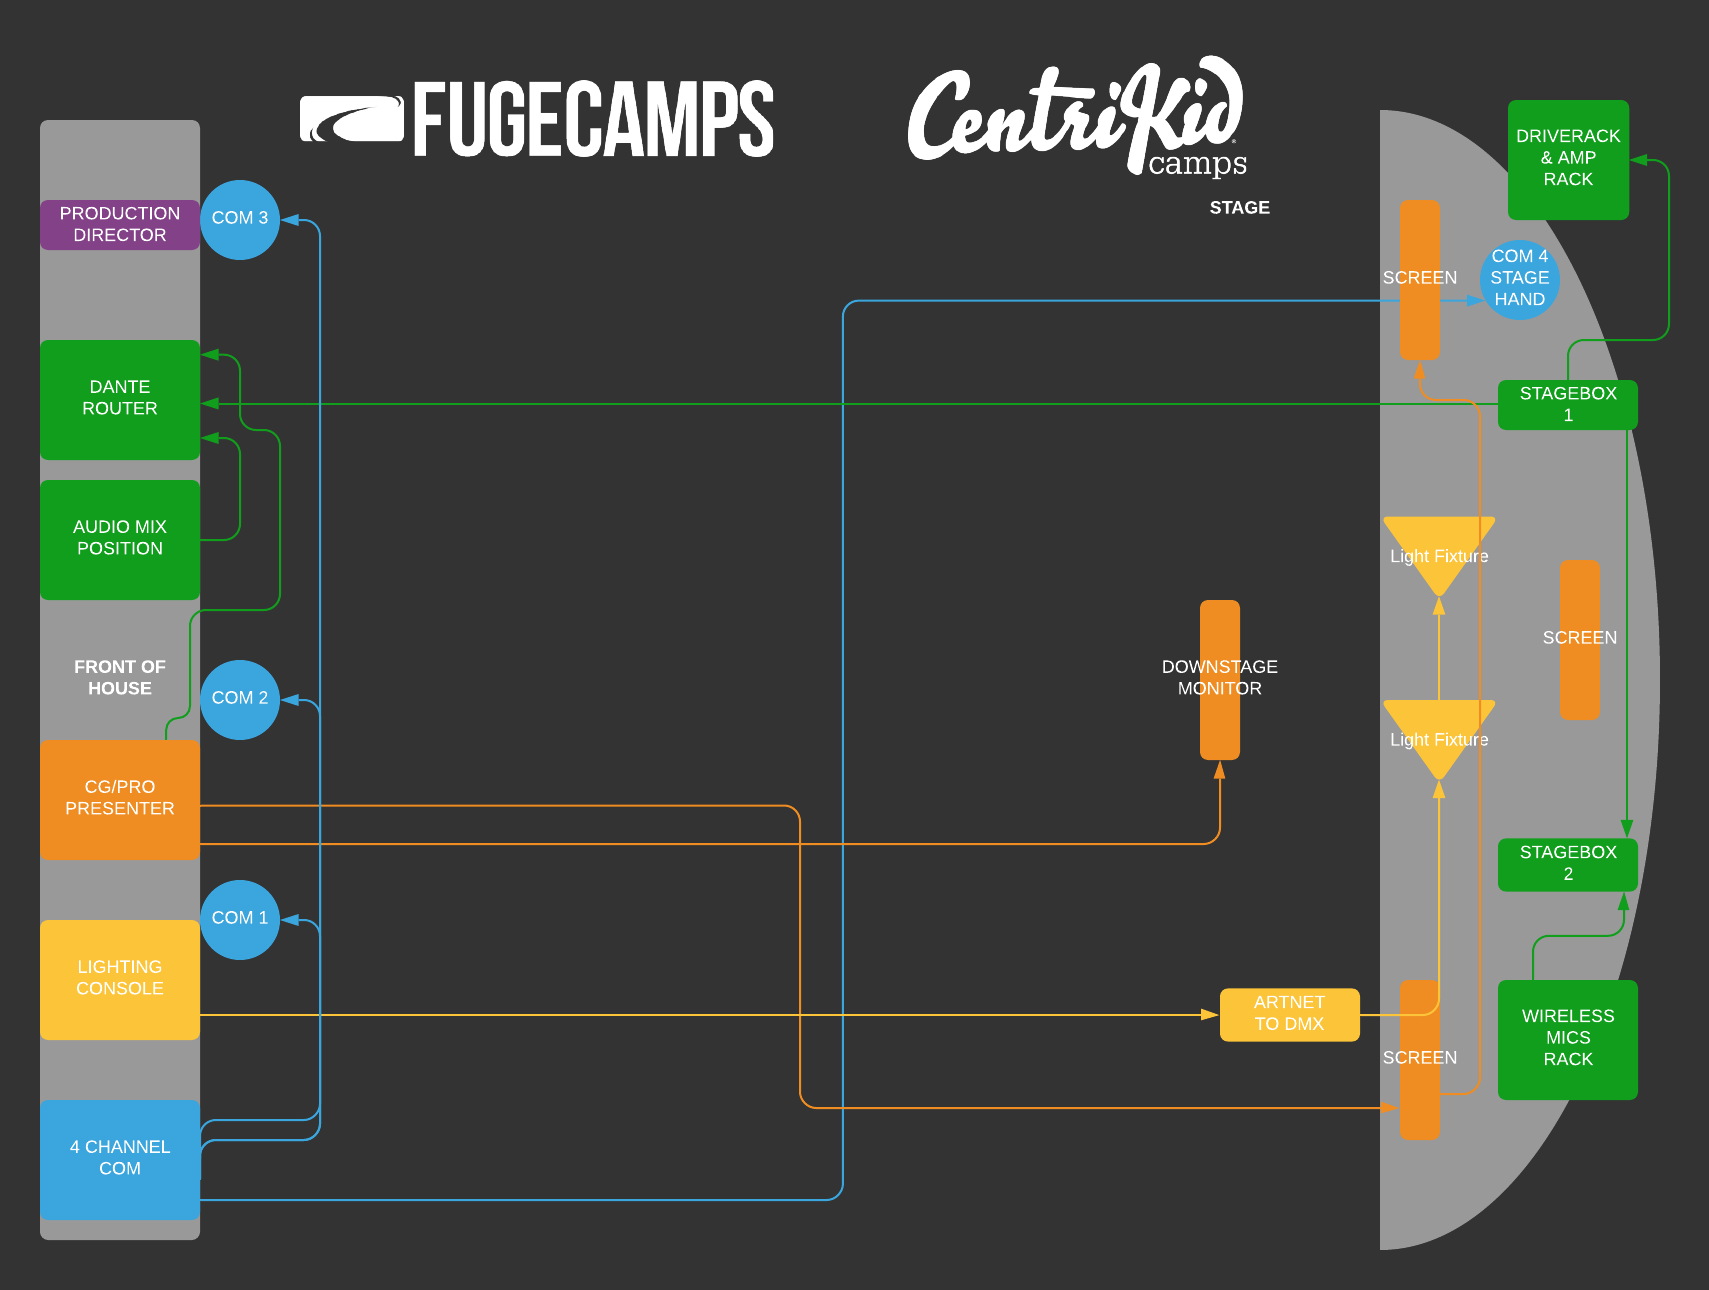 FUGECAMPS
CentriKid
®
camps
STAGE
DRIVERACK
& AMP
RACK
PRODUCTION
DIRECTOR
COM 3
SCREEN
COM 4
STAGE
HAND
DANTE
ROUTER
STAGEBOX
1
AUDIO MIX
POSITION
Light Fixture
SCREEN
FRONT OF
HOUSE
COM 2
DOWNSTAGE
MONITOR
Light Fixture
CG/PRO
PRESENTER
STAGEBOX
2
COM 1
LIGHTING
CONSOLE
ARTNET
TO DMX
SCREEN
WIRELESS
MICS
RACK
4 CHANNEL
COM